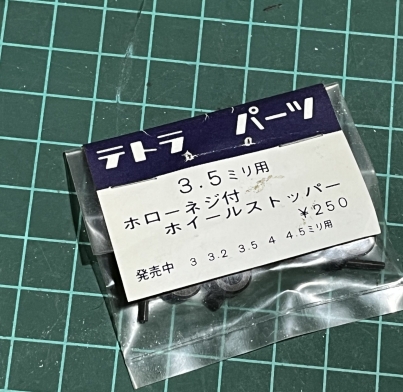 テトラ パーツ
3.5ミリ用
ホローネジ付
ホイールストッパー
¥250
発売中 3 3.2 3.5 4 4.5ミリ用